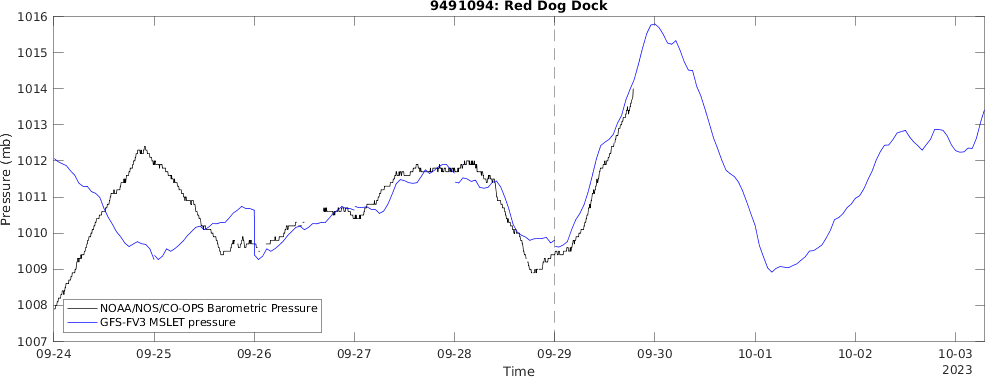 9491094: Red Dog Dock
1016
1015
1014
1013
1012
1011
1010
1009
1008
1007
Pressure (mb)
NOAA/NOS/CO-OPS Barometric Pressure
GFS-FV3 MSLET pressure
09-24 09-25 09-26 09-27 09-28 09-29 09-30 10-01 10-02 10-03
2023
Time